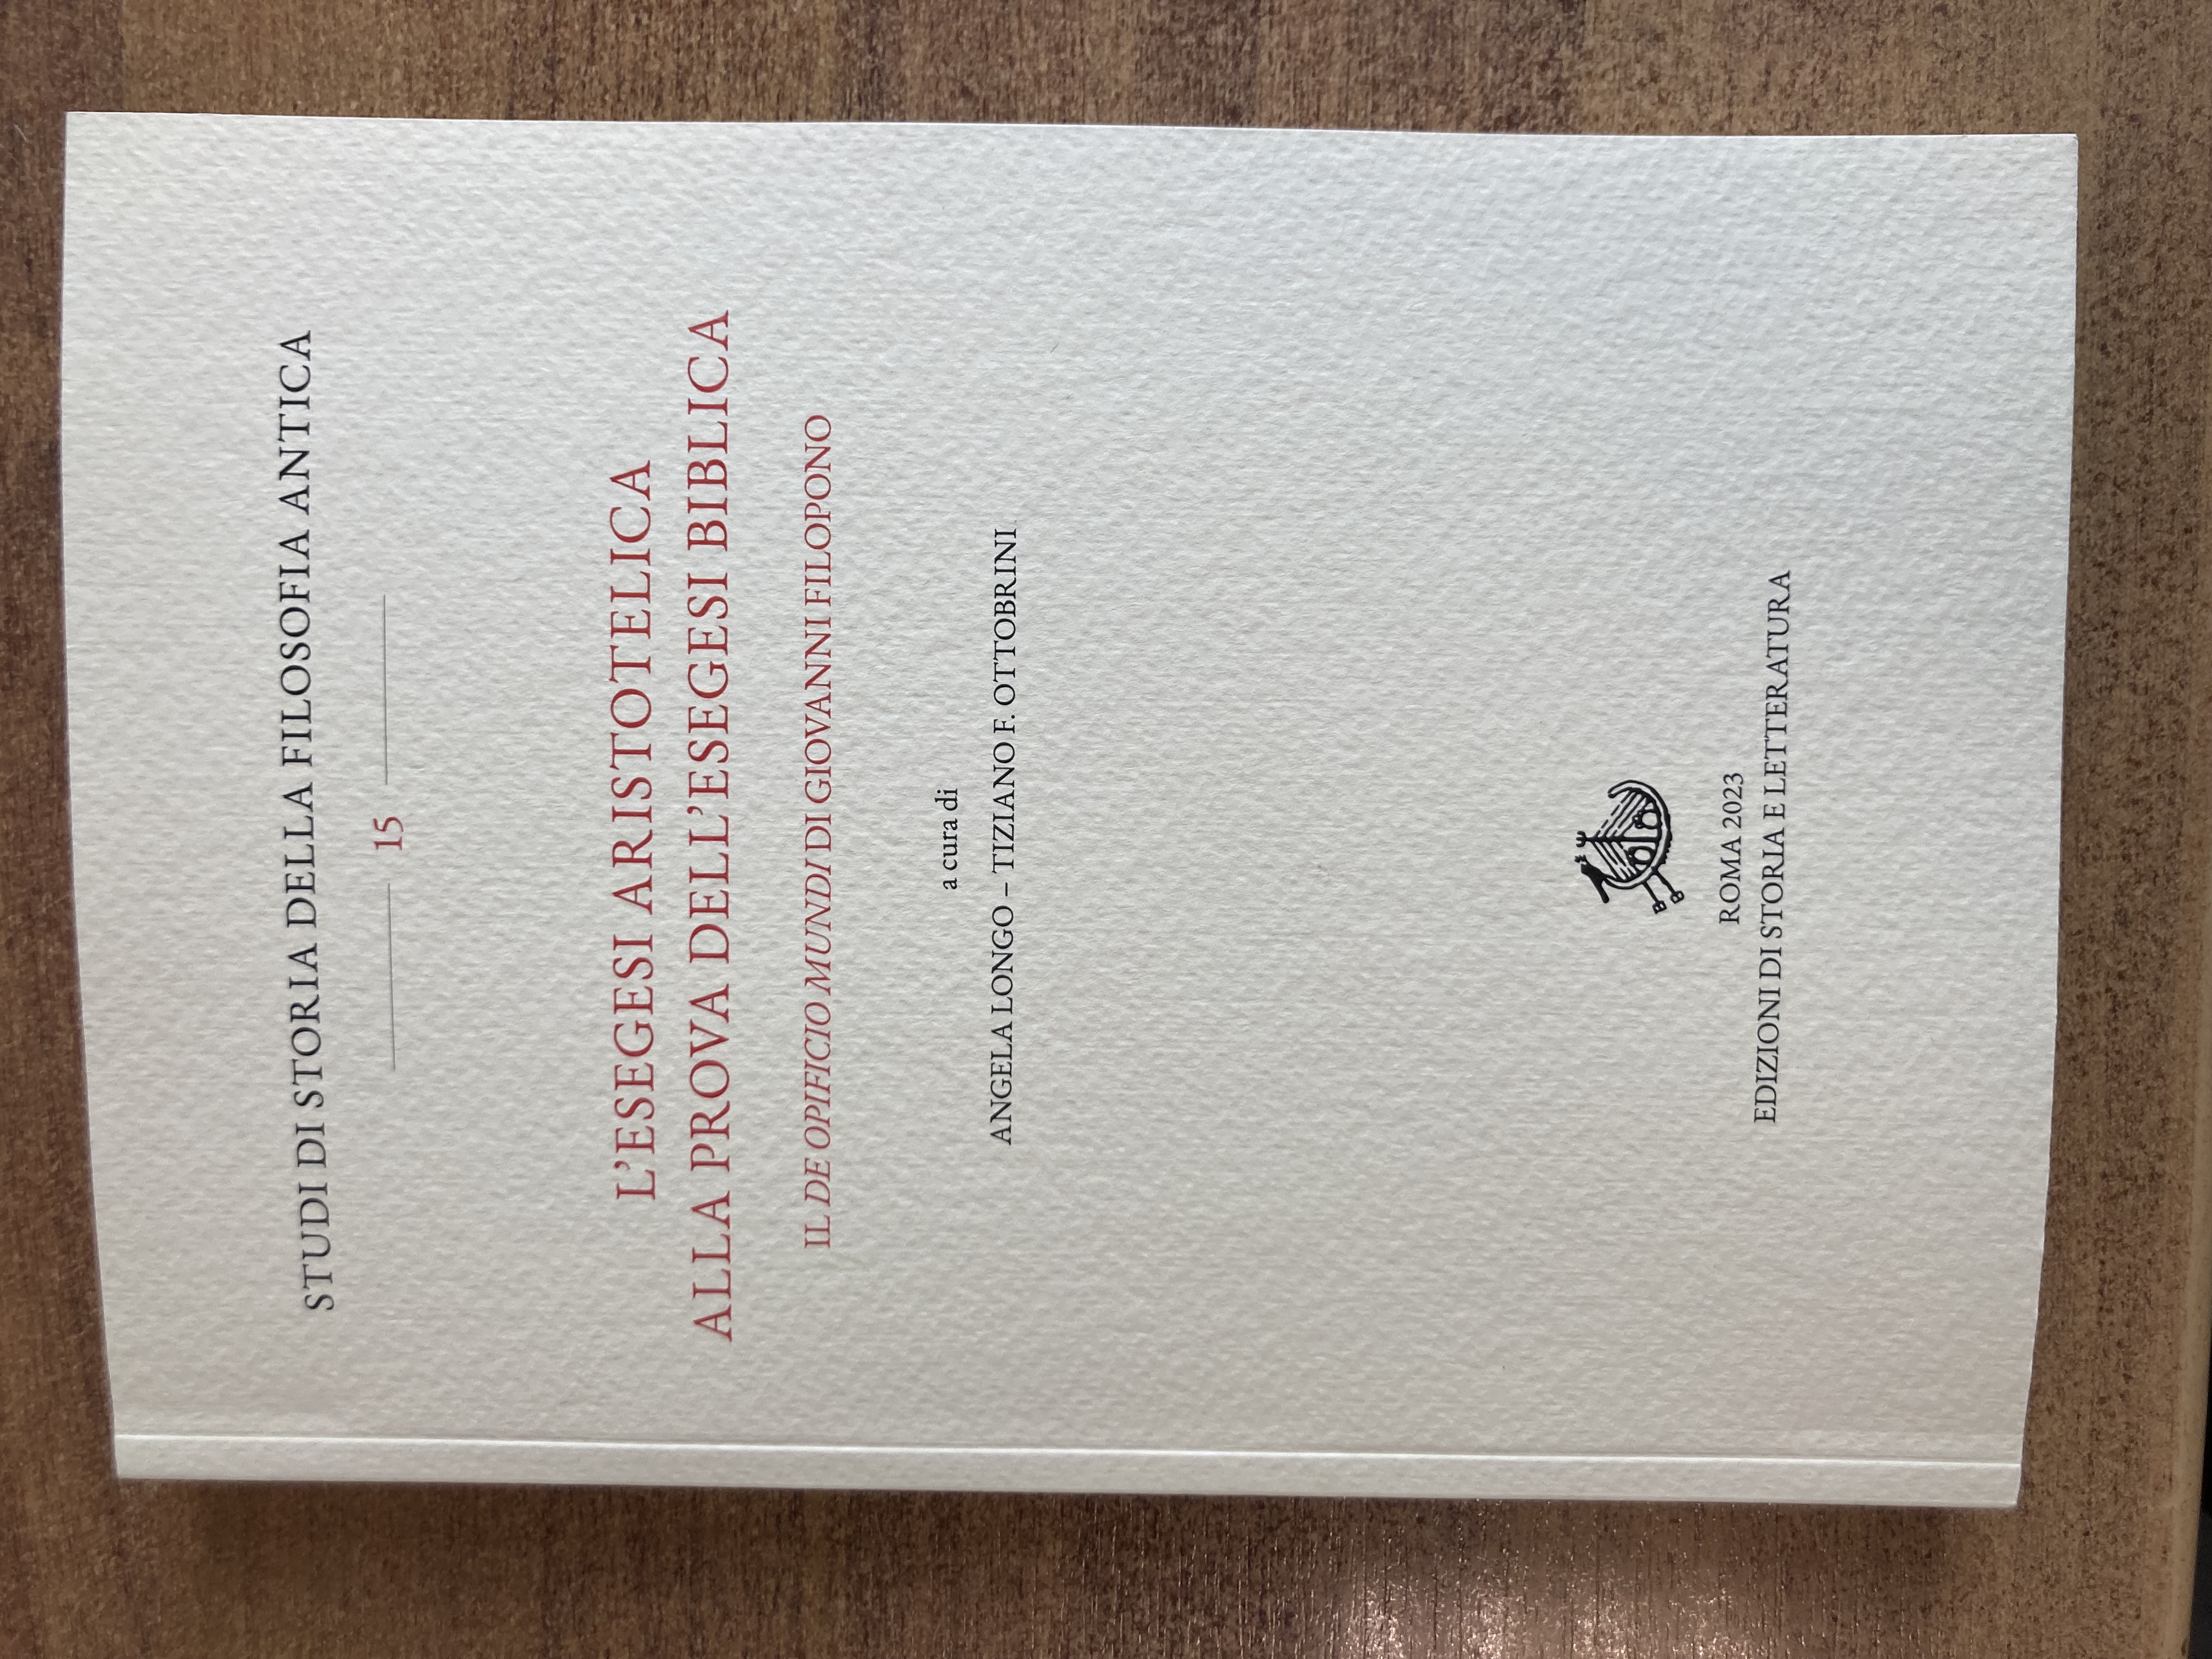 STUDI DI STORIA DELLA FILOSOFIA ANTICA
15
L'ESEGESI ARISTOTELICA
ALLA PROVA DELL'ESEGESI BIBLICA
IL DE OPIFICIO MUNDI DI GIOVANNI FILOPONO
a cura di
ANGELA LONGO – TIZIANO F. OTTOBRINI
ROMA 2023
EDIZIONI DI STORIA E LETTERATURA